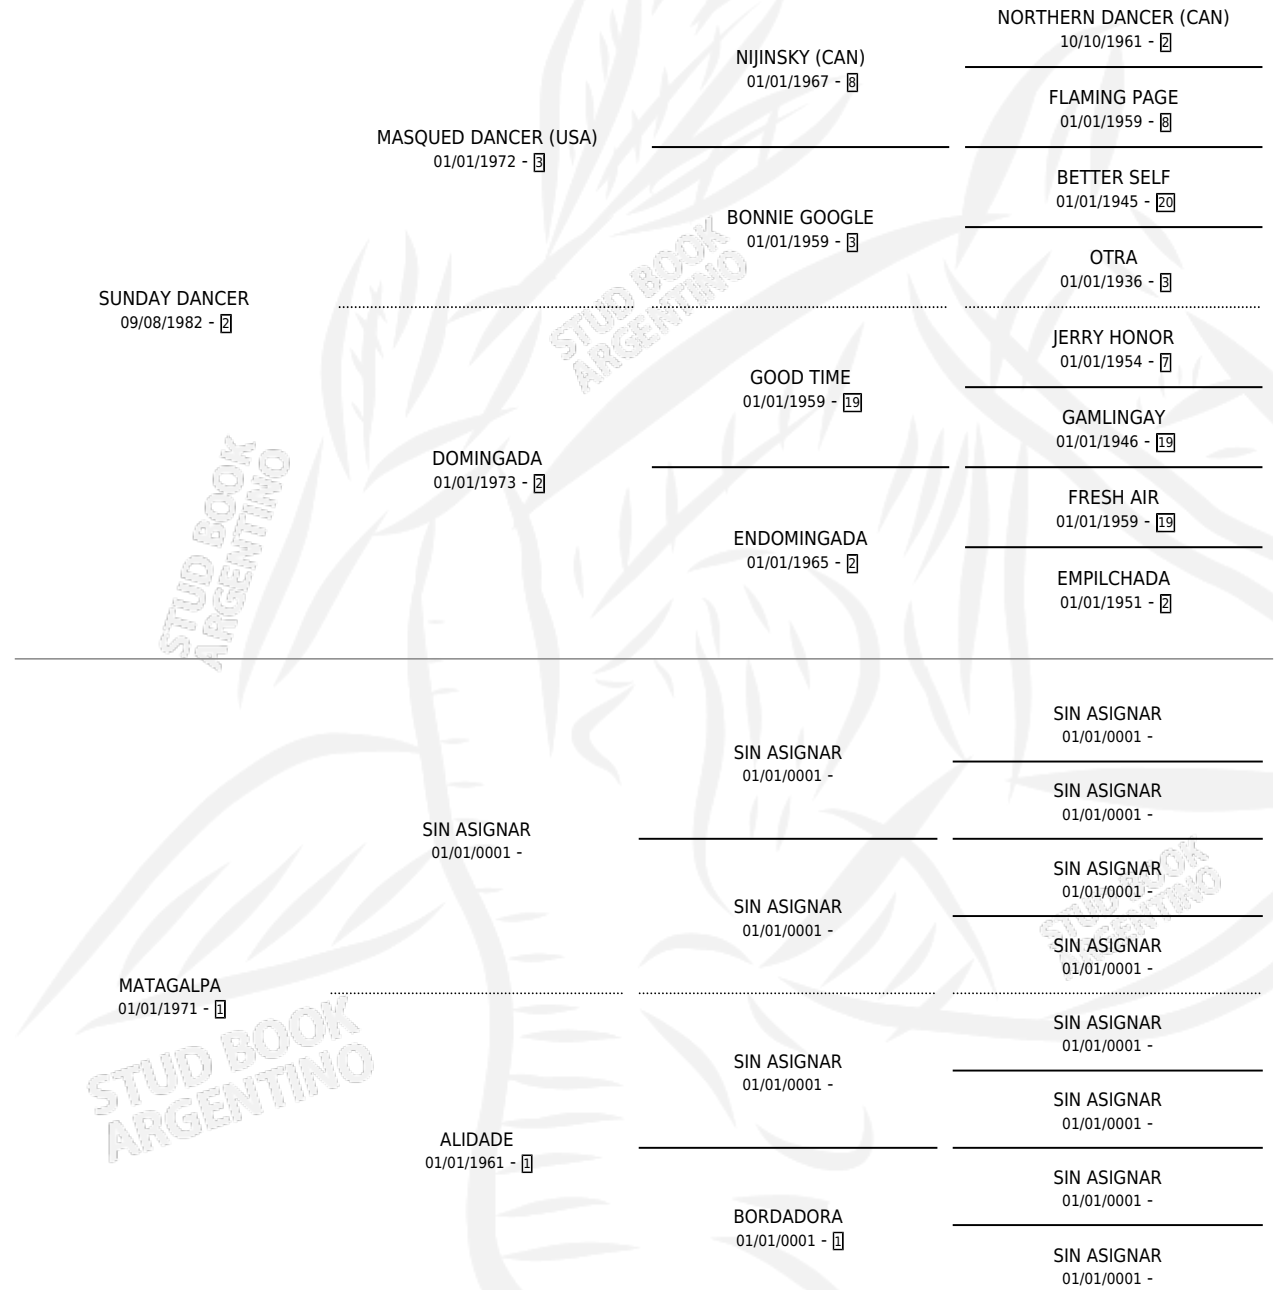 NORTHERN DANCER (CAN)
10/10/1961 - 2
NIJINSKY (CAN)
01/01/1967 - 8
FLAMING PAGE
01/01/1959 - 8
MASQUED DANCER (USA)
01/01/1972 - 3
BETTER SELF
01/01/1945 - 20
BONNIE GOOGLE
01/01/1959 - 3
OTRA
01/01/1936 - 3
SUNDAY DANCER
09/08/1982 - 2
JERRY HONOR
01/01/1954 - 7
GOOD TIME
01/01/1959 - 19
GAMLINGAY
01/01/1946 - 19
DOMINGADA
01/01/1973 - 2
FRESH AIR
01/01/1959 - 19
ENDOMINGADA
01/01/1965 - 2
EMPILCHADA
01/01/1951 - 2
STUD BOOK
ARGENTINO
STUD BOOK
ARGENTINO
SIN ASIGNAR
01/01/0001 -
SIN ASIGNAR
01/01/0001 -
SIN ASIGNAR
01/01/0001 -
SIN ASIGNAR
01/01/0001 -
SIN ASIGNAR
01/01/0001 -
SIN ASIGNAR
01/01/0001 -
SIN ASIGNAR
01/01/0001 -
MATAGALPA
01/01/1971 - 1
SIN ASIGNAR
01/01/0001 -
SIN ASIGNAR
01/01/0001 -
SIN ASIGNAR
01/01/0001 -
ALIDADE
01/01/1961 - 1
SIN ASIGNAR
01/01/0001 -
BORDADORA
01/01/0001 - 1
SIN ASIGNAR
01/01/0001 -
STUD BOOK
ARGENTINO
STUD BOOK
ARGENTINO